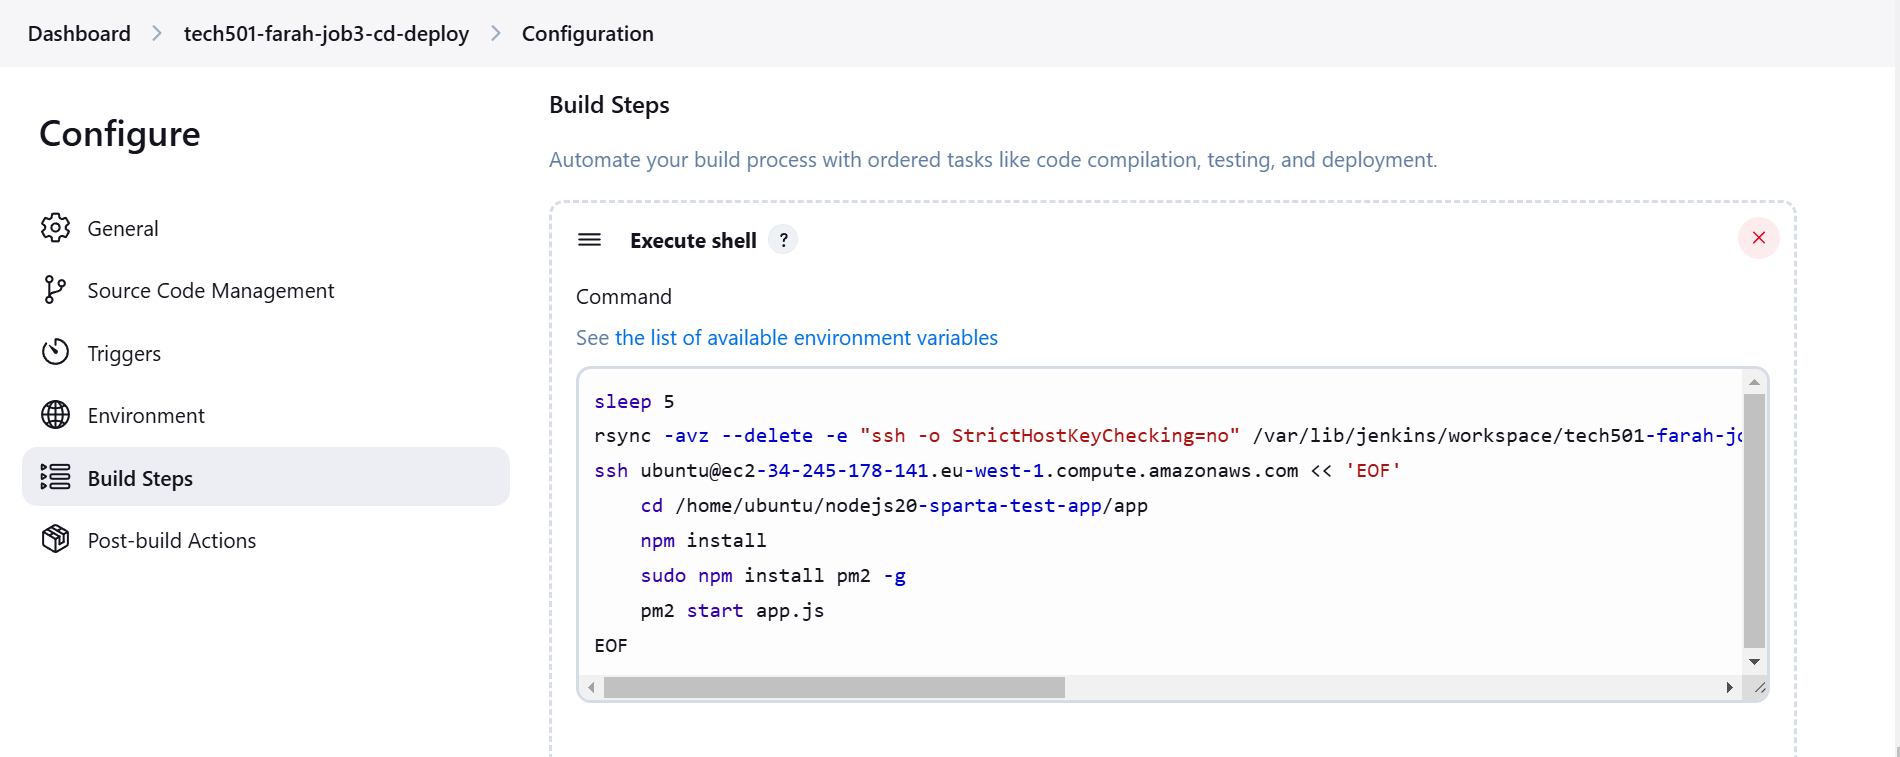 Dashboard > tech501-farah-job3-cd-deploy > Configuration
Configure
General
Source Code Management
Triggers
Environment
Build Steps
Post-build Actions
Build Steps
Automate your build process with ordered tasks like code compilation, testing, and deployment.
Execute shell ?
Command
See the list of available environment variables
sleep 5
rsync -avz --delete -e "ssh -o StrictHostKeyChecking=no" /var/lib/jenkins/workspace/tech501-farah-jo
ssh ubuntu@ec2-34-245-178-141.eu-west-1.compute.amazonaws.com << 'EOF'
    cd /home/ubuntu/nodejs20-sparta-test-app/app
    npm install
    sudo npm install pm2 -g
    pm2 start app.js
EOF